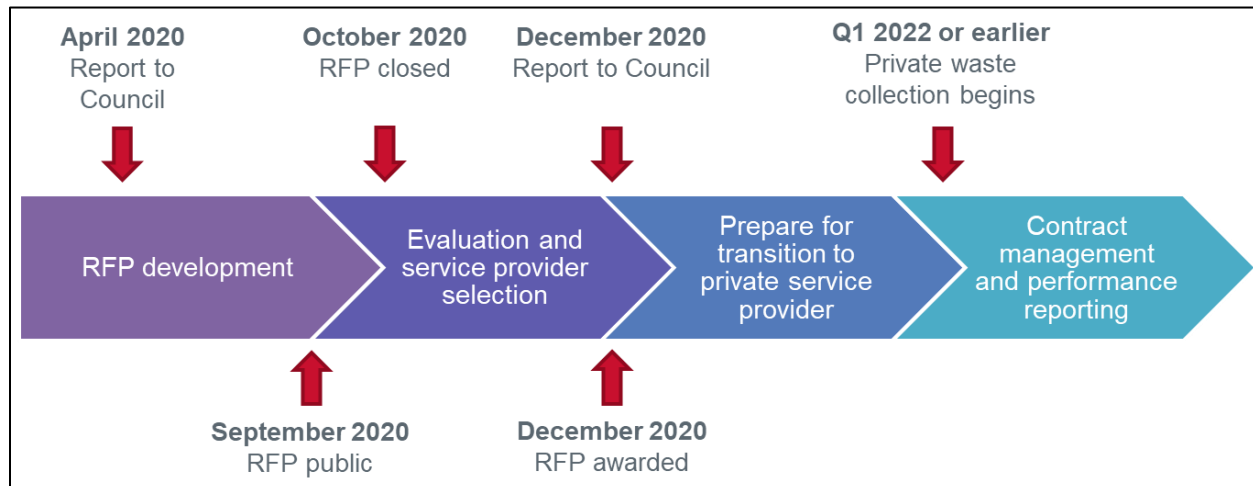 April 2020
Report to
Council
October 2020
RFP closed
December 2020
Report to Council
Q1 2022 or earlier
Private waste
collection begins
RFP development
Evaluation and
service provider
selection
Prepare for
transition to
private service
provider
Contract
management
and performance
reporting
September 2020
RFP public
December 2020
RFP awarded